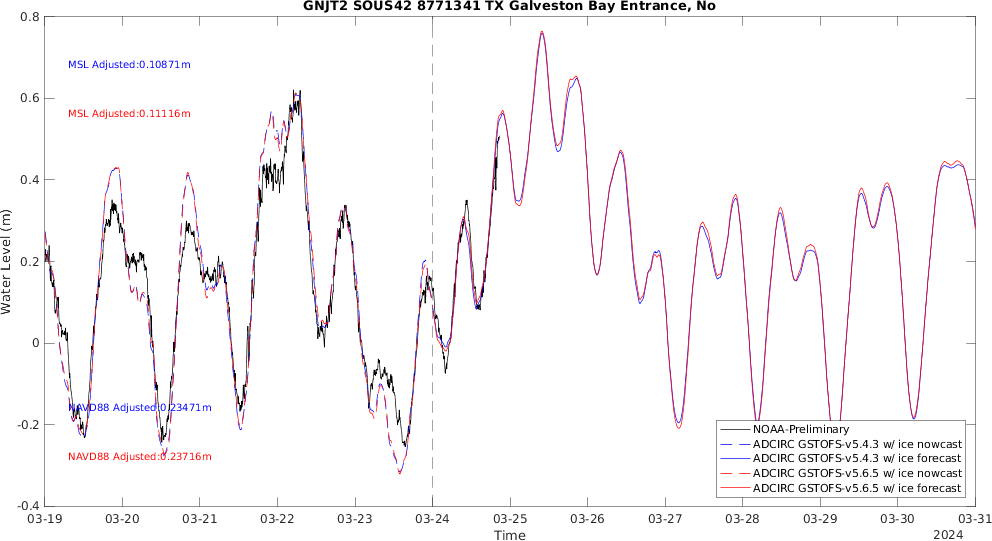 GNJT2 SOUS42 8771341 TX Galveston Bay Entrance, No
0.8
0.6
0.4
0.2
0
-0.2
-0.4
Water Level (m)
MSL Adjusted:0.10871m
MSL Adjusted:0.11116m
NAVD88 Adjusted:0.23471m
NAVD88 Adjusted:0.23716m
NOAA-Preliminary
ADCIRC GSTOFS-v5.4.3 w/ ice nowcast
ADCIRC GSTOFS-v5.4.3 w/ ice forecast
ADCIRC GSTOFS-v5.6.5 w/ ice nowcast
ADCIRC GSTOFS-v5.6.5 w/ ice forecast
03-19 03-20 03-21 03-22 03-23 03-24 03-25 03-26 03-27 03-28 03-29 03-30 03-31
Time
2024